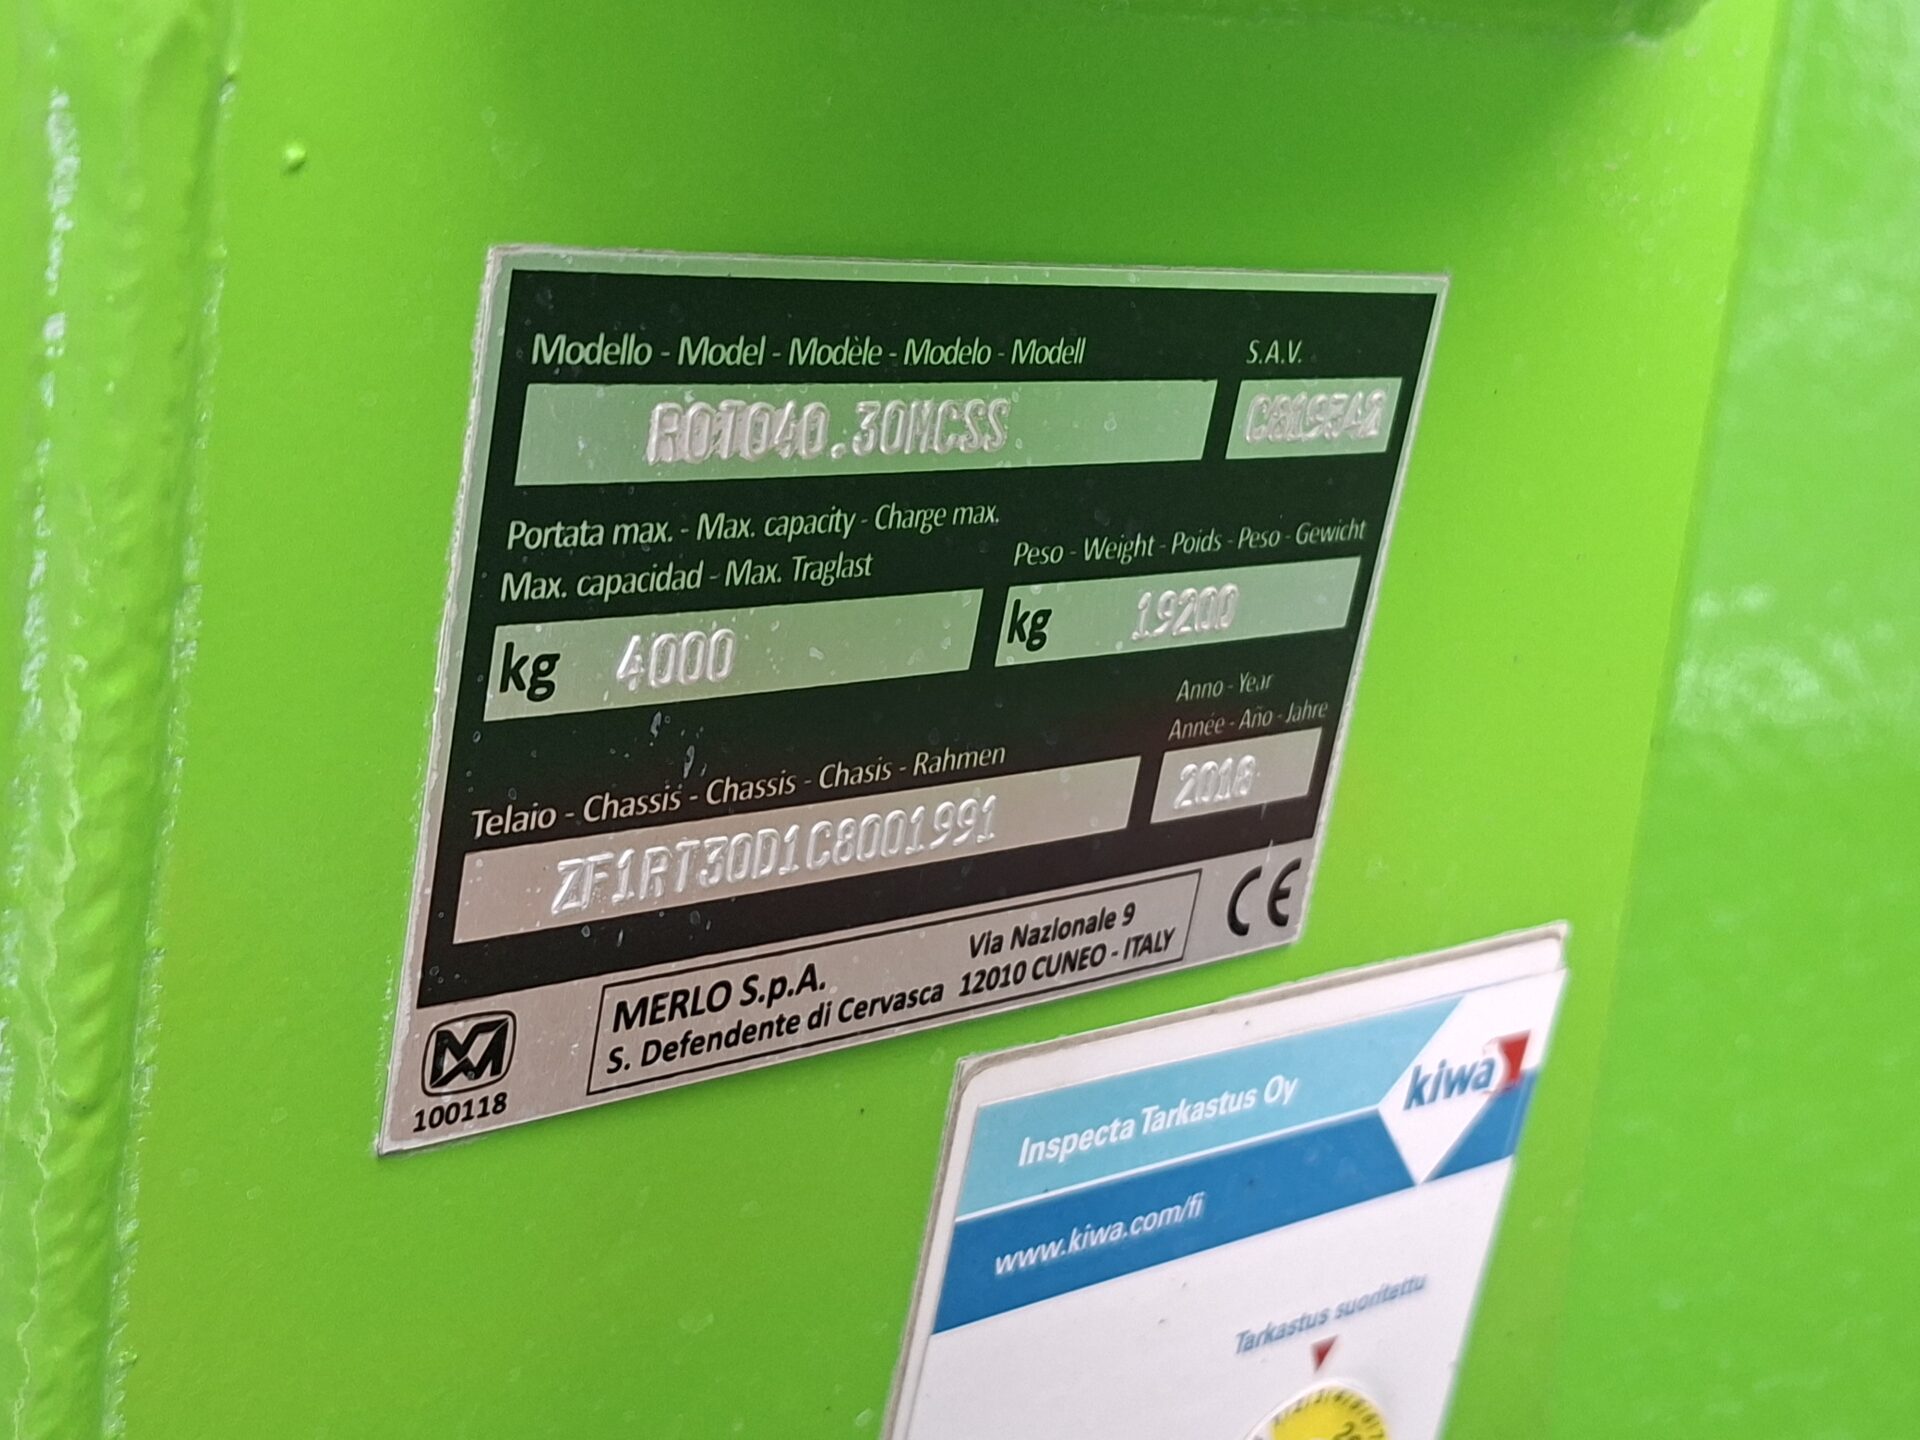 Modello - Model - Modèle - Modelo - Modell
S.A.V.
ROTO40.30MCSS
C819342
Portata max. - Max. capacity - Charge max.
Max. capacidad - Max. Traglast
Peso - Weight - Poids - Peso - Gewicht
kg 4000
kg 19200
Anno - Year
Année - Año - Jahre
Telaio - Chassis - Chassis - Chasis - Rahmen
2018
ZF1RT30D1C8001991
CE
MERLO S.p.A.
Via Nazionale 9
S. Defendente di Cervasca 12010 CUNEO - ITALY
100118
kiwa
Inspecta Tarkastus Oy
www.kiwa.com/fi
Tarkastus suoritettu